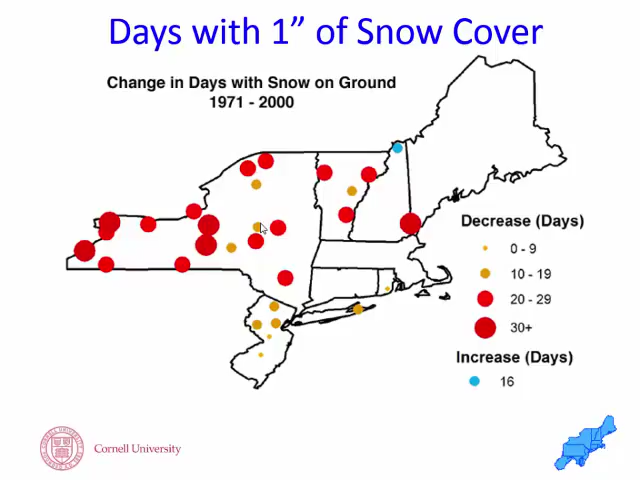 Days with 1” of Snow Cover
Change in Days with Snow on Ground
1971 - 2000
Decrease (Days)
0 - 9
10 - 19
20 - 29
30+
Increase (Days)
16
Cornell University